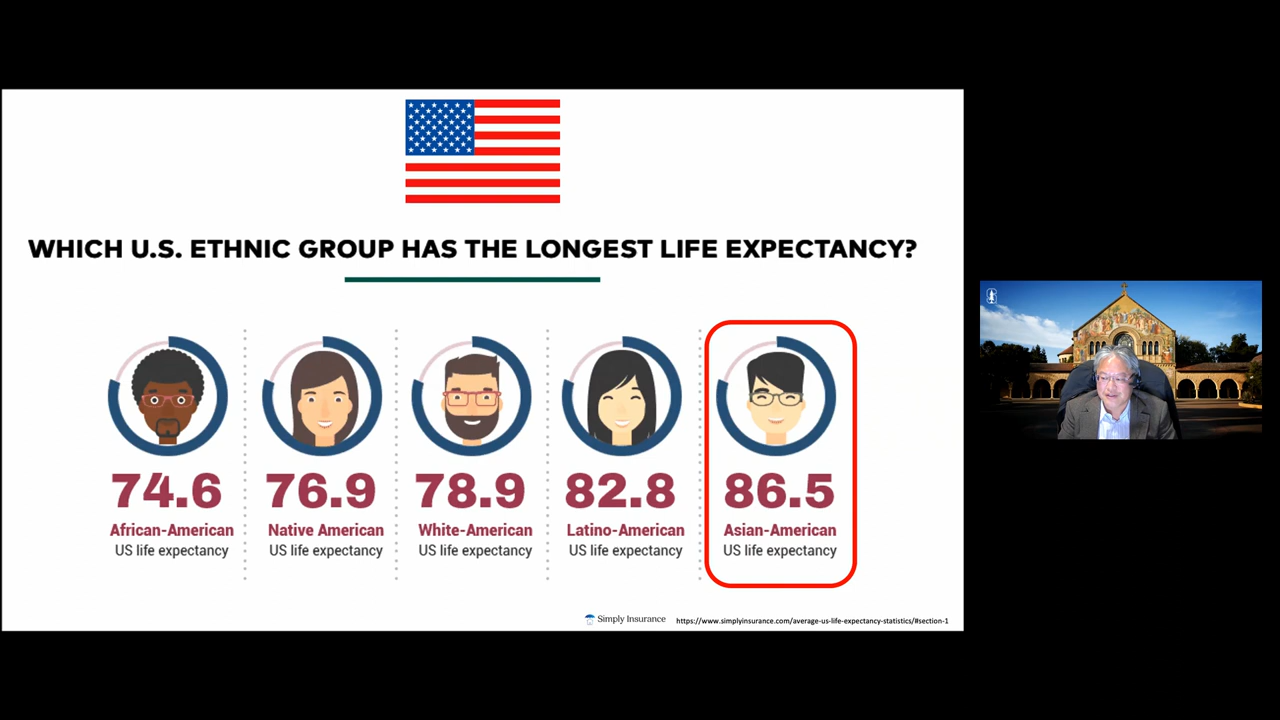 WHICH U.S. ETHNIC GROUP HAS THE LONGEST LIFE EXPECTANCY?
74.6
African-American
US life expectancy
76.9
Native American
US life expectancy
78.9
White-American
US life expectancy
82.8
Latino-American
US life expectancy
86.5
Asian-American
US life expectancy
Simply Insurance
https://www.simplyinsurance.com/average-us-life-expectancy-statistics/#section-1